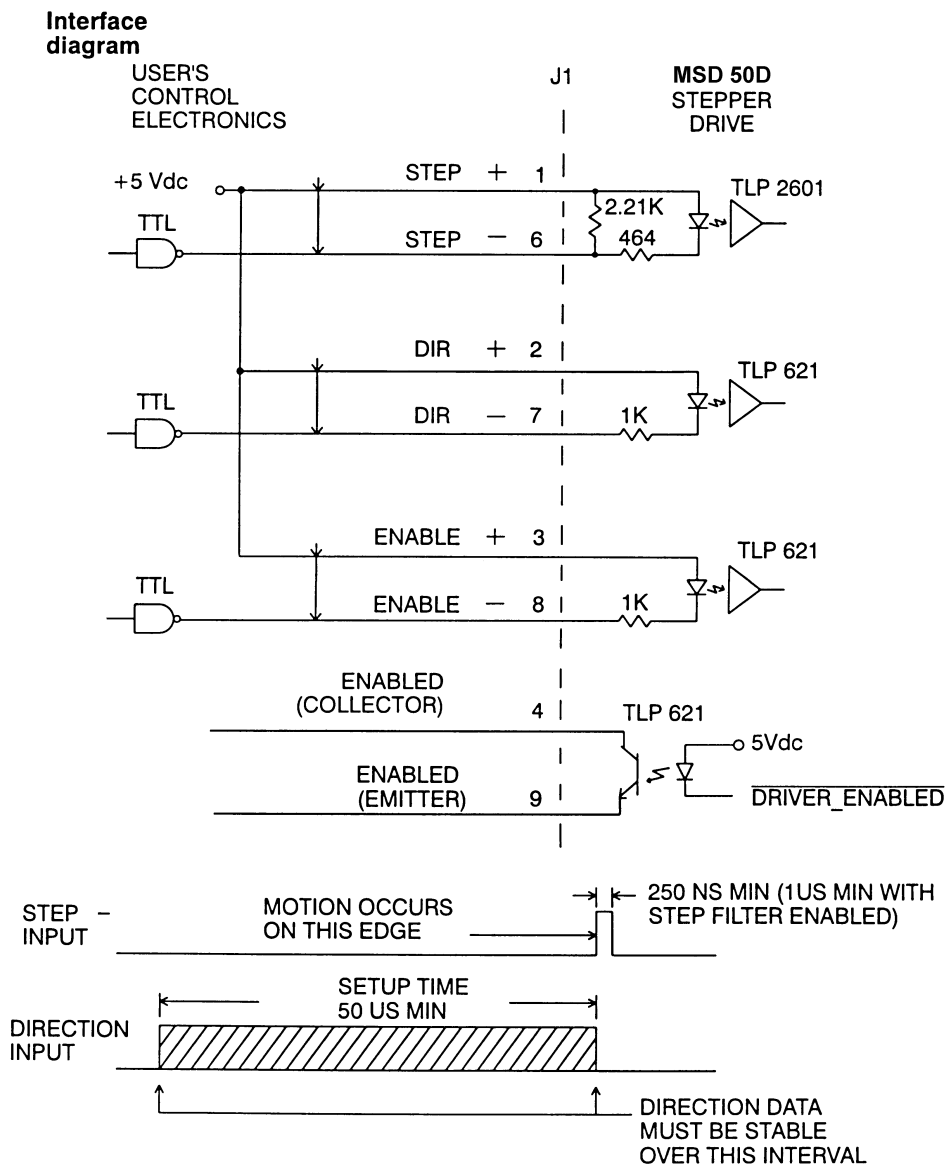 Interface
diagram
USER'S
CONTROL
ELECTRONICS
J1
MSD 50D
STEPPER
DRIVE
+5 Vdc
STEP + 1
TLP 2601
2.21K
TTL
STEP − 6
464
DIR + 2
TLP 621
TTL
DIR − 7
1K
ENABLE + 3
TLP 621
TTL
ENABLE − 8
1K
ENABLED
(COLLECTOR) 4
TLP 621
5Vdc
ENABLED
(EMITTER) 9
DRIVER_ENABLED
STEP −
INPUT
MOTION OCCURS
ON THIS EDGE
250 NS MIN (1US MIN WITH
STEP FILTER ENABLED)
SETUP TIME
50 US MIN
DIRECTION
INPUT
DIRECTION DATA
MUST BE STABLE
OVER THIS INTERVAL